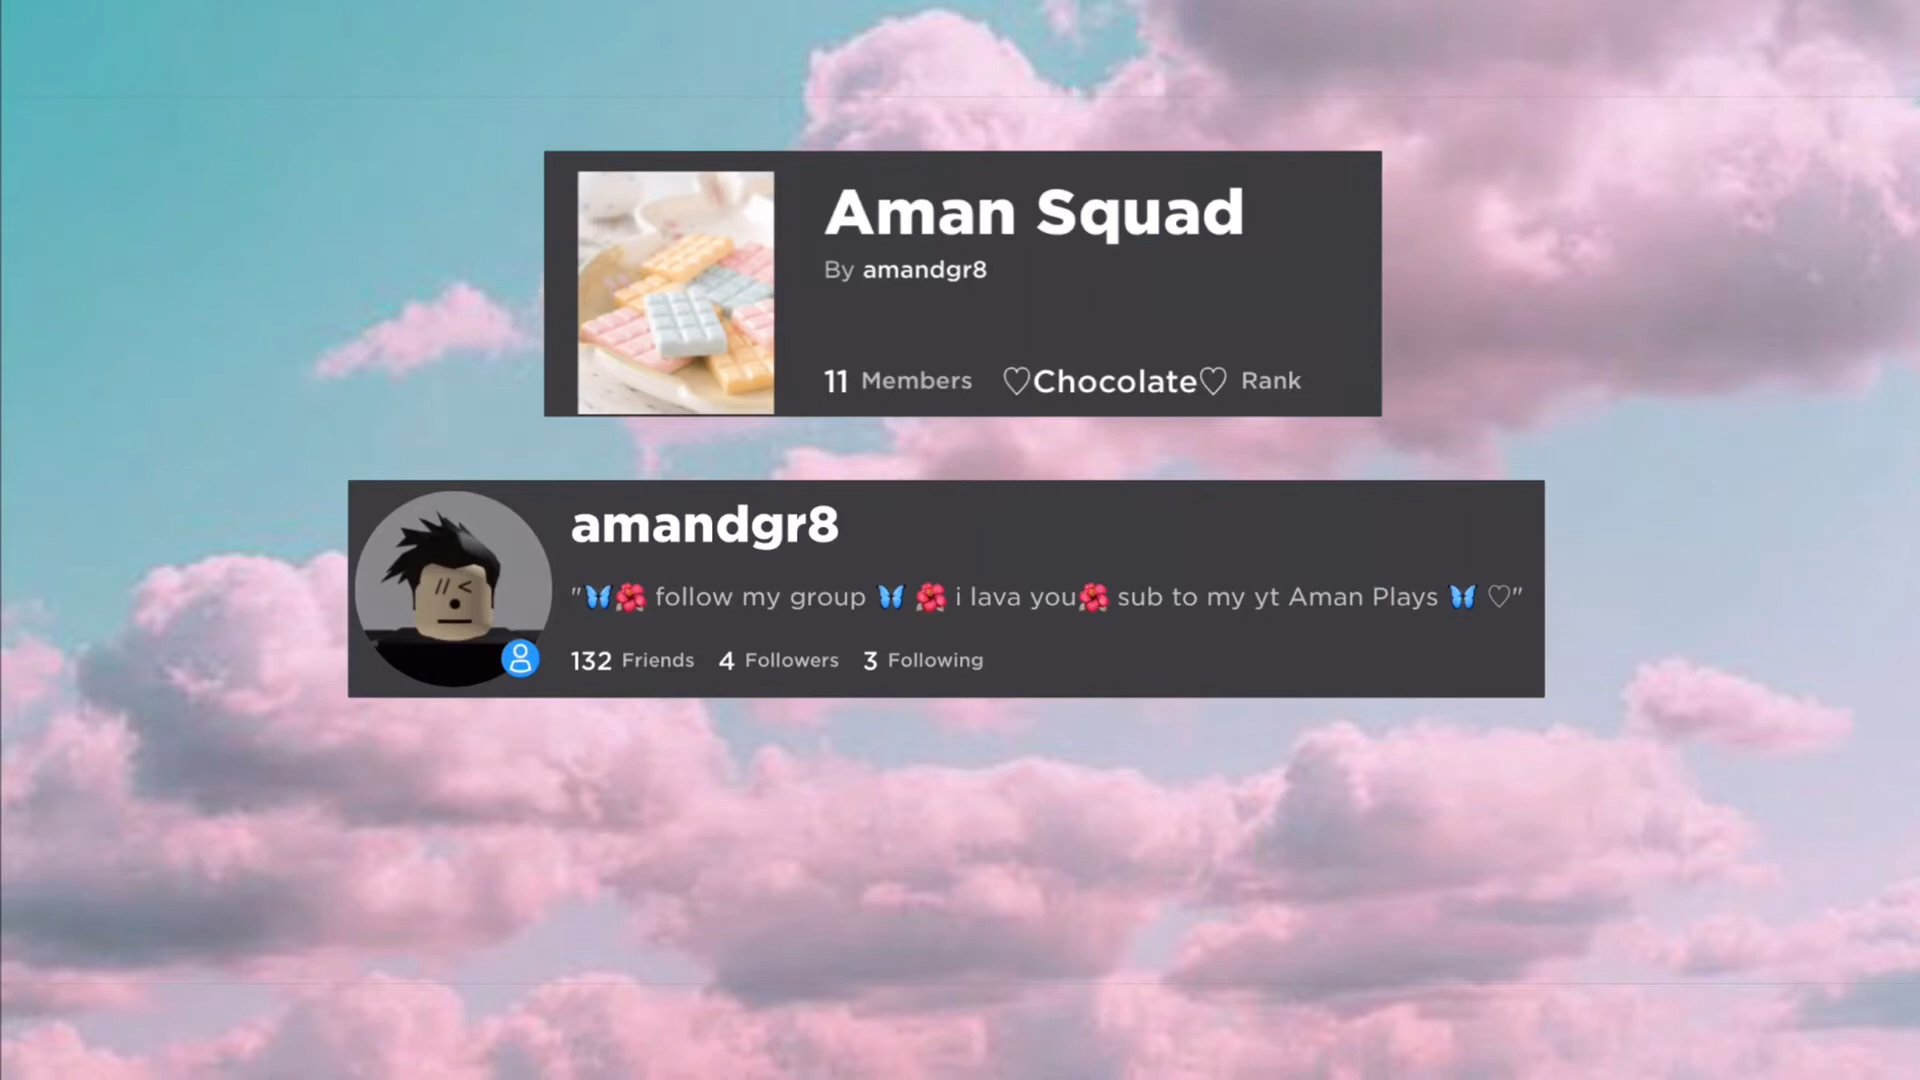 Aman Squad
By amandgr8
11 Members ♡Chocolate♡ Rank
amandgr8
"🦋🌺 follow my group 🦋 🌺 i lava you🌺 sub to my yt Aman Plays 🦋 ♡"
132 Friends 4 Followers 3 Following